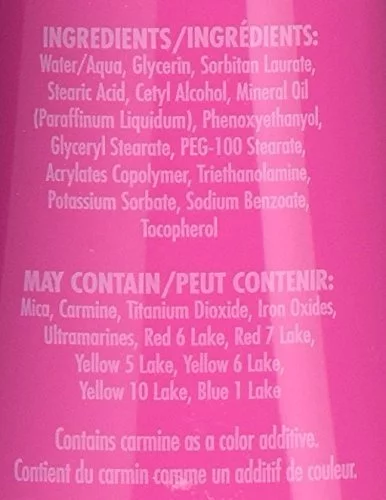 INGREDIENTS/INGRÉDIENTS:
Water/Aqua, Glycerin, Sorbitan Laurate,
Stearic Acid, Cetyl Alcohol, Mineral Oil
(Paraffinum Liquidum), Phenoxyethanol,
Glyceryl Stearate, PEG-100 Stearate,
Acrylates Copolymer, Triethanolamine,
Potassium Sorbate, Sodium Benzoate,
Tocopherol
MAY CONTAIN/PEUT CONTENIR:
Mica, Carmine, Titanium Dioxide, Iron Oxides,
Ultramarines, Red 6 Lake, Red 7 Lake,
Yellow 5 Lake, Yellow 6 Lake,
Yellow 10 Lake, Blue 1 Lake
Contains carmine as a color additive.
Contient du carmin comme un additif de couleur.